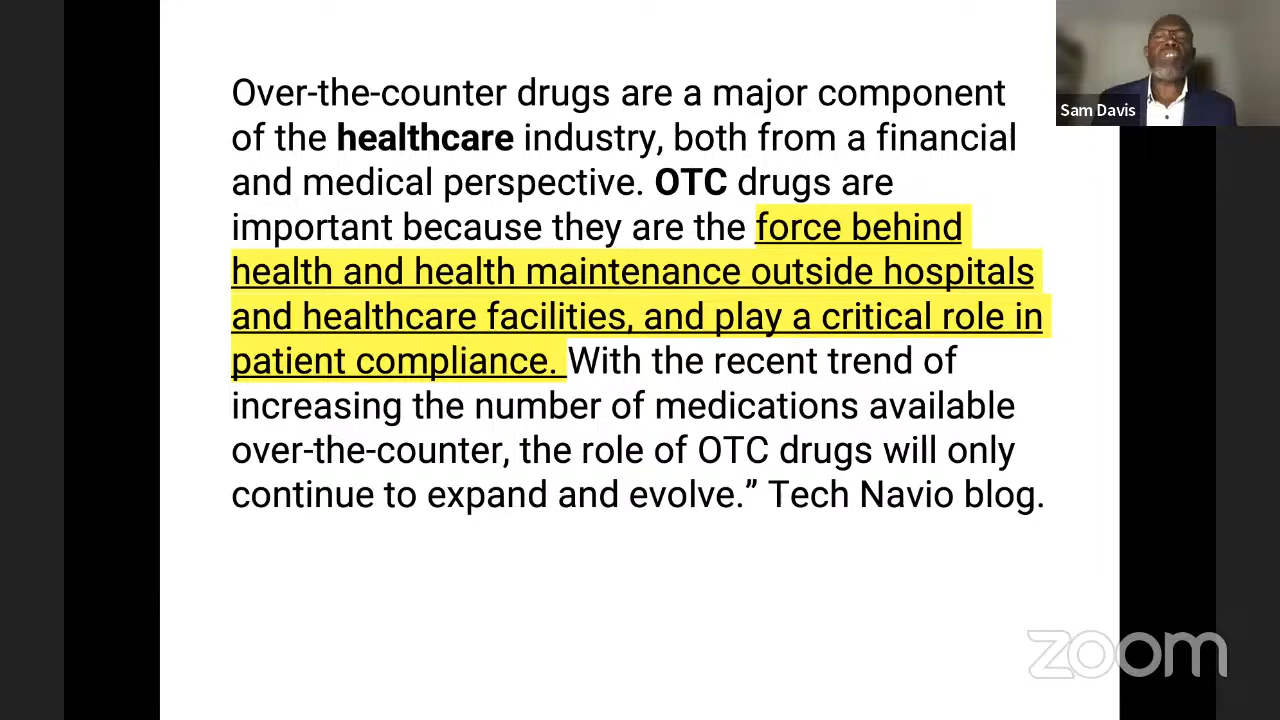 Over-the-counter drugs are a major component
of the healthcare industry, both from a financial
and medical perspective. OTC drugs are
important because they are the force behind
health and health maintenance outside hospitals
and healthcare facilities, and play a critical role in
patient compliance. With the recent trend of
increasing the number of medications available
over-the-counter, the role of OTC drugs will only
continue to expand and evolve.” Tech Navio blog.
Sam Davis
zoom